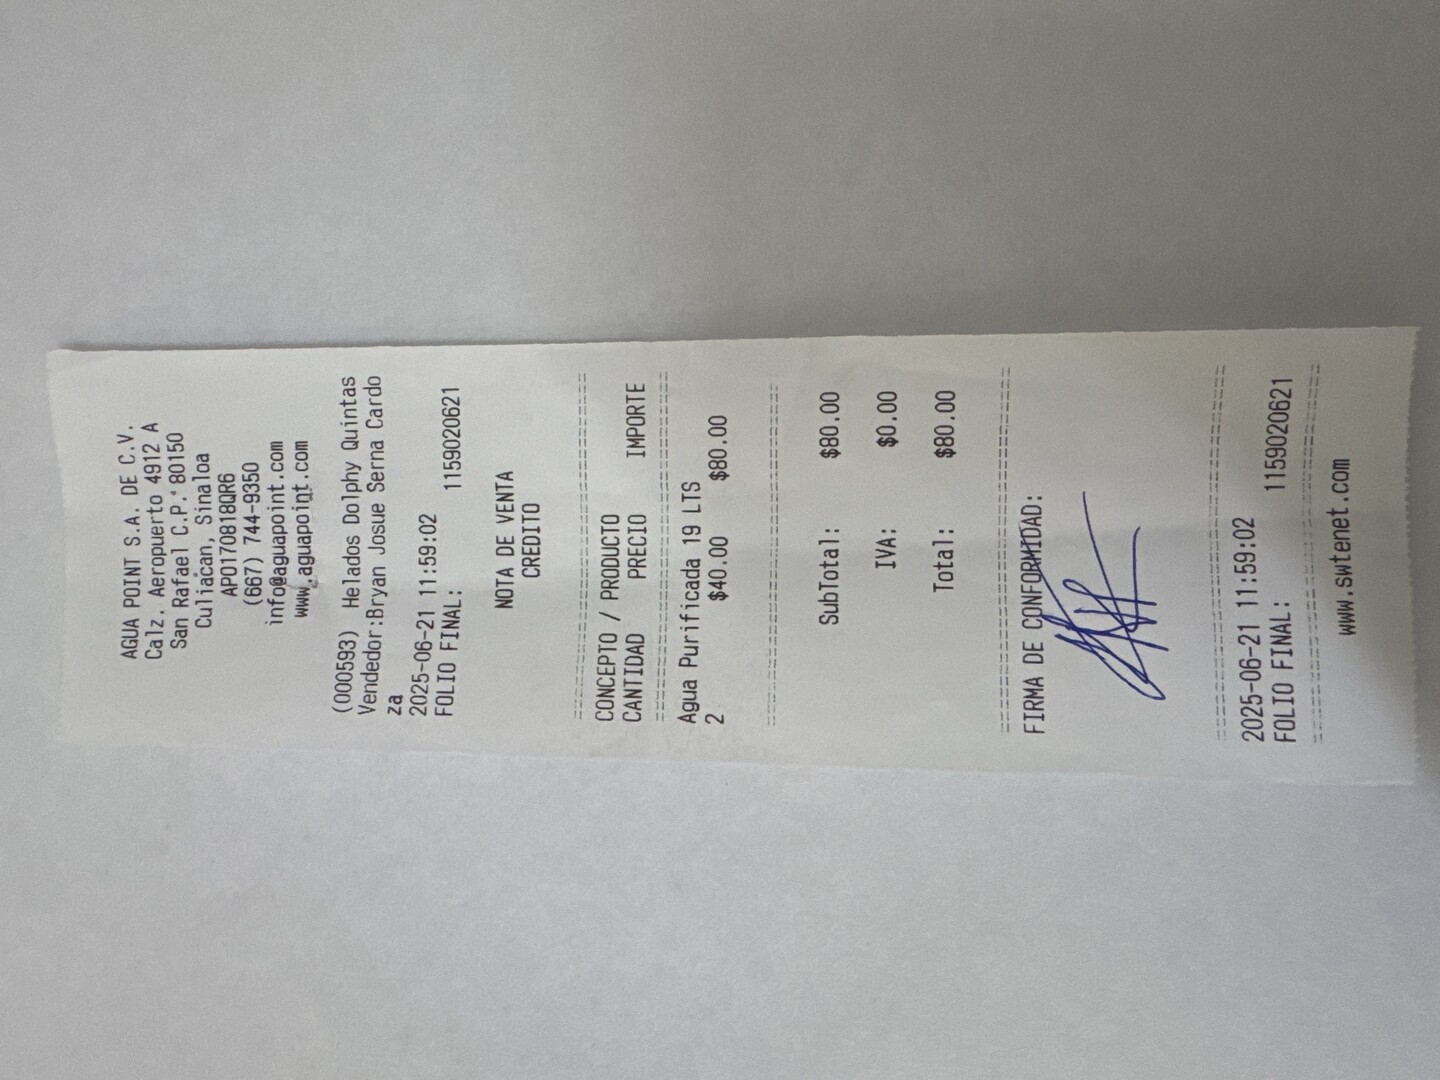 AGUA POINT S.A. DE C.V.
Calz. Aeropuerto 4912 A
San Rafael C.P. 80150
Culiacan, Sinaloa
APO170818QR6
(667) 744-9350
info@aguapoint.com
www.aguapoint.com
(000593) Helados Dolphy Quintas
Vendedor:Bryan Josue Serna Cardo
za
2025-06-21 11:59:02
FOLIO FINAL: 1159020621
NOTA DE VENTA
CREDITO
CONCEPTO / PRODUCTO
CANTIDAD PRECIO IMPORTE
Agua Purificada 19 LTS
2 $40.00 $80.00
SubTotal: $80.00
IVA: $0.00
Total: $80.00
FIRMA DE CONFORMIDAD:
2025-06-21 11:59:02
FOLIO FINAL: 1159020621
www.swtenet.com